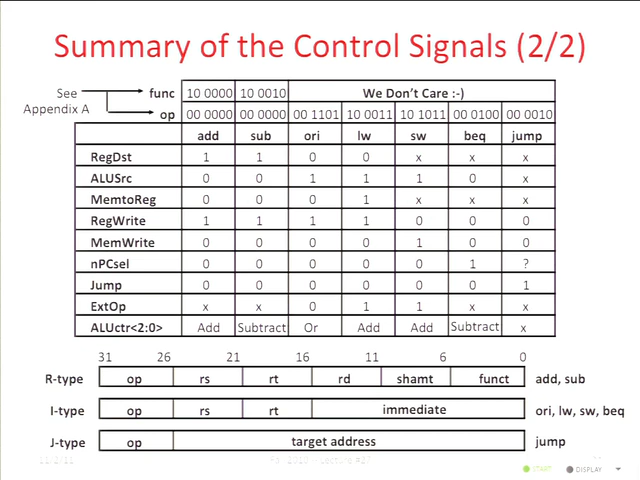 Summary of the Control Signals (2/2)
See func 10 0000 10 0010 We Don't Care :-)
Appendix A op 00 0000 00 0000 00 1101 10 0011 10 1011 00 0100 00 0010
add sub ori lw sw beq jump
RegDst 1 1 0 0 x x x
ALUSrc 0 0 1 1 1 0 x
MemtoReg 0 0 0 1 x x x
RegWrite 1 1 1 1 0 0 0
MemWrite 0 0 0 0 1 0 0
nPCsel 0 0 0 0 0 1 ?
Jump 0 0 0 0 0 0 1
ExtOp x x 0 1 1 x x
ALUctr<2:0> Add Subtract Or Add Add Subtract x
31 26 21 16 11 6 0
R-type op rs rt rd shamt funct add, sub
I-type op rs rt immediate ori, lw, sw, beq
J-type op target address jump
11/2/11 Lecture #27
START DISPLAY